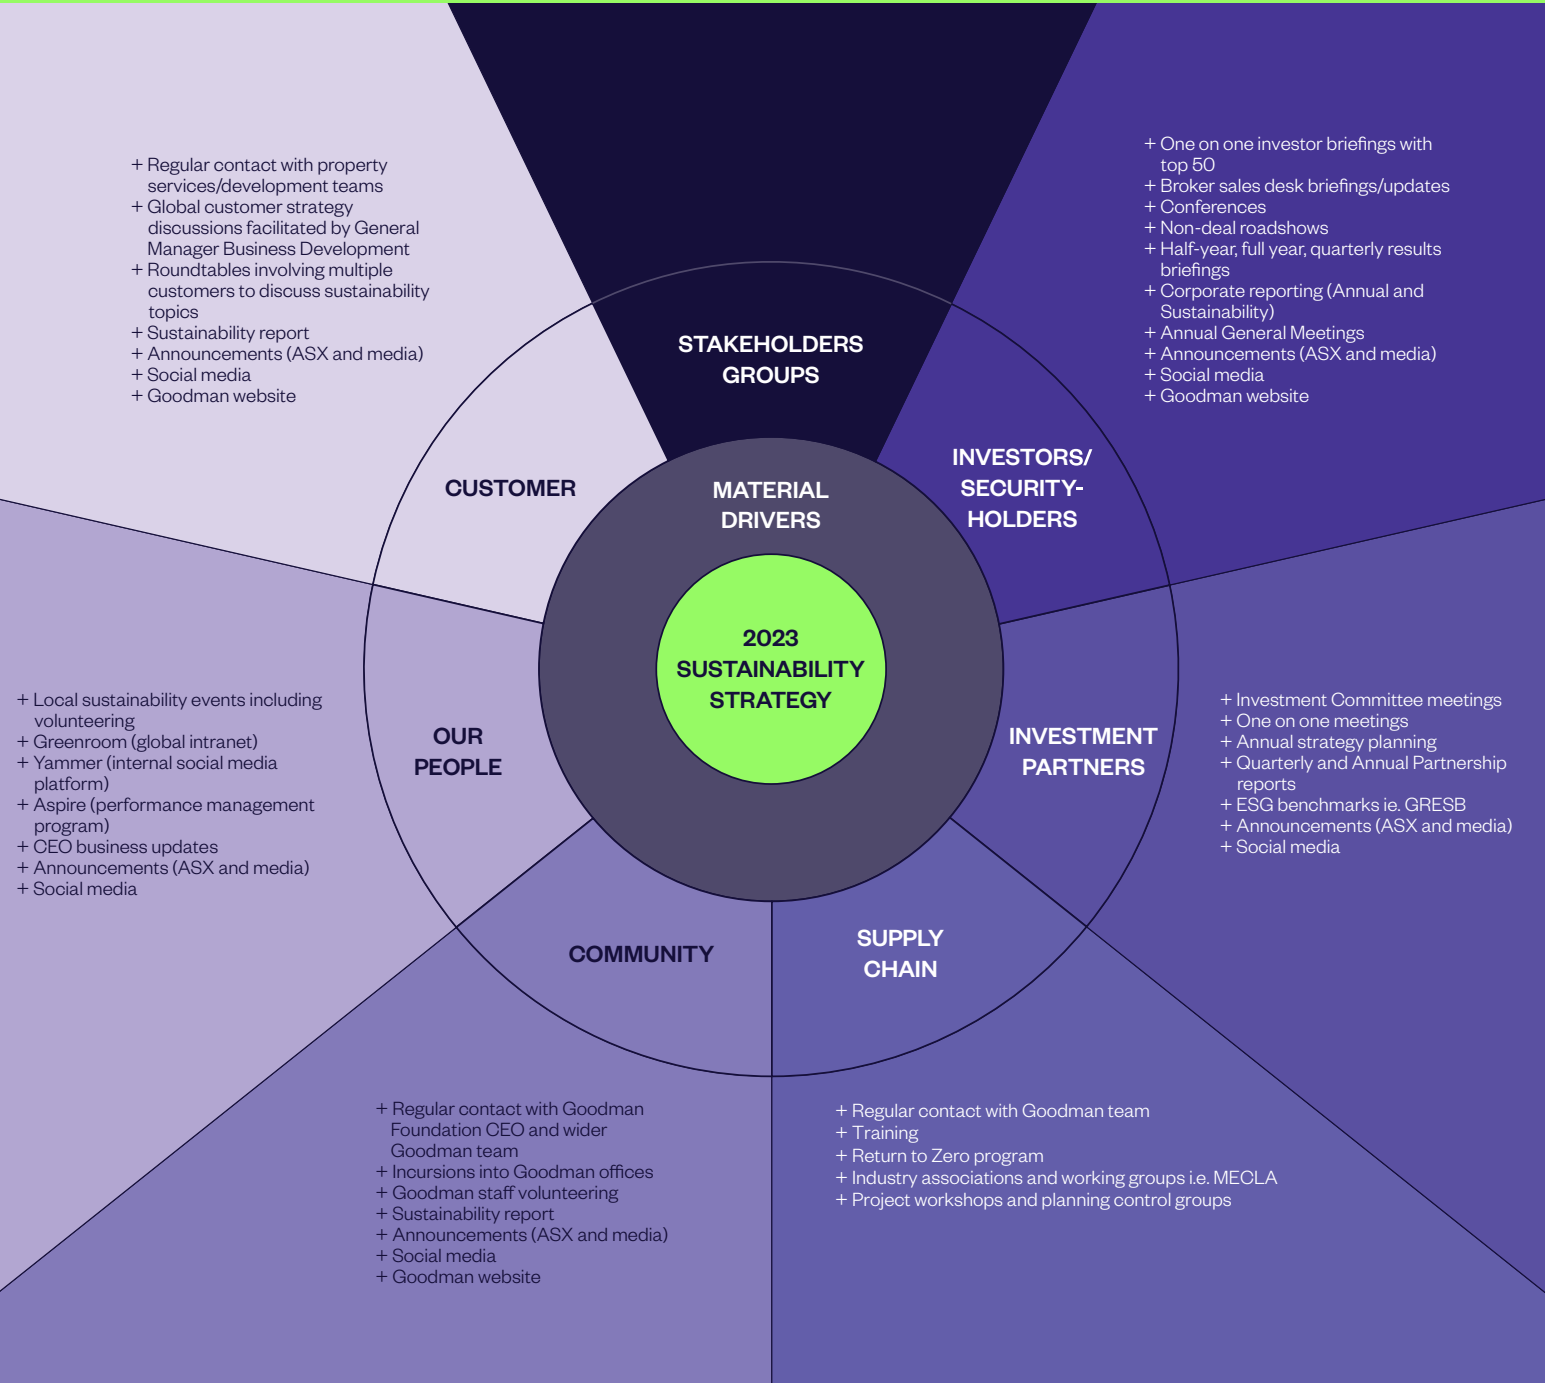 STAKEHOLDERS
GROUPS
MATERIAL
DRIVERS
2023
SUSTAINABILITY
STRATEGY
INVESTORS/
SECURITY-
HOLDERS
+ One on one investor briefings with
top 50
+ Broker sales desk briefings/updates
+ Conferences
+ Non-deal roadshows
+ Half-year, full year, quarterly results
briefings
+ Corporate reporting (Annual and
Sustainability)
+ Annual General Meetings
+ Announcements (ASX and media)
+ Social media
+ Goodman website
INVESTMENT
PARTNERS
+ Investment Committee meetings
+ One on one meetings
+ Annual strategy planning
+ Quarterly and Annual Partnership
reports
+ ESG benchmarks ie. GRESB
+ Announcements (ASX and media)
+ Social media
SUPPLY
CHAIN
+ Regular contact with Goodman team
+ Training
+ Return to Zero program
+ Industry associations and working groups i.e. MECLA
+ Project workshops and planning control groups
COMMUNITY
+ Regular contact with Goodman
Foundation CEO and wider
Goodman team
+ Incursions into Goodman offices
+ Goodman staff volunteering
+ Sustainability report
+ Announcements (ASX and media)
+ Social media
+ Goodman website
OUR
PEOPLE
+ Local sustainability events including
volunteering
+ Greenroom (global intranet)
+ Yammer (internal social media
platform)
+ Aspire (performance management
program)
+ CEO business updates
+ Announcements (ASX and media)
+ Social media
CUSTOMER
+ Regular contact with property
services/development teams
+ Global customer strategy
discussions facilitated by General
Manager Business Development
+ Roundtables involving multiple
customers to discuss sustainability
topics
+ Sustainability report
+ Announcements (ASX and media)
+ Social media
+ Goodman website